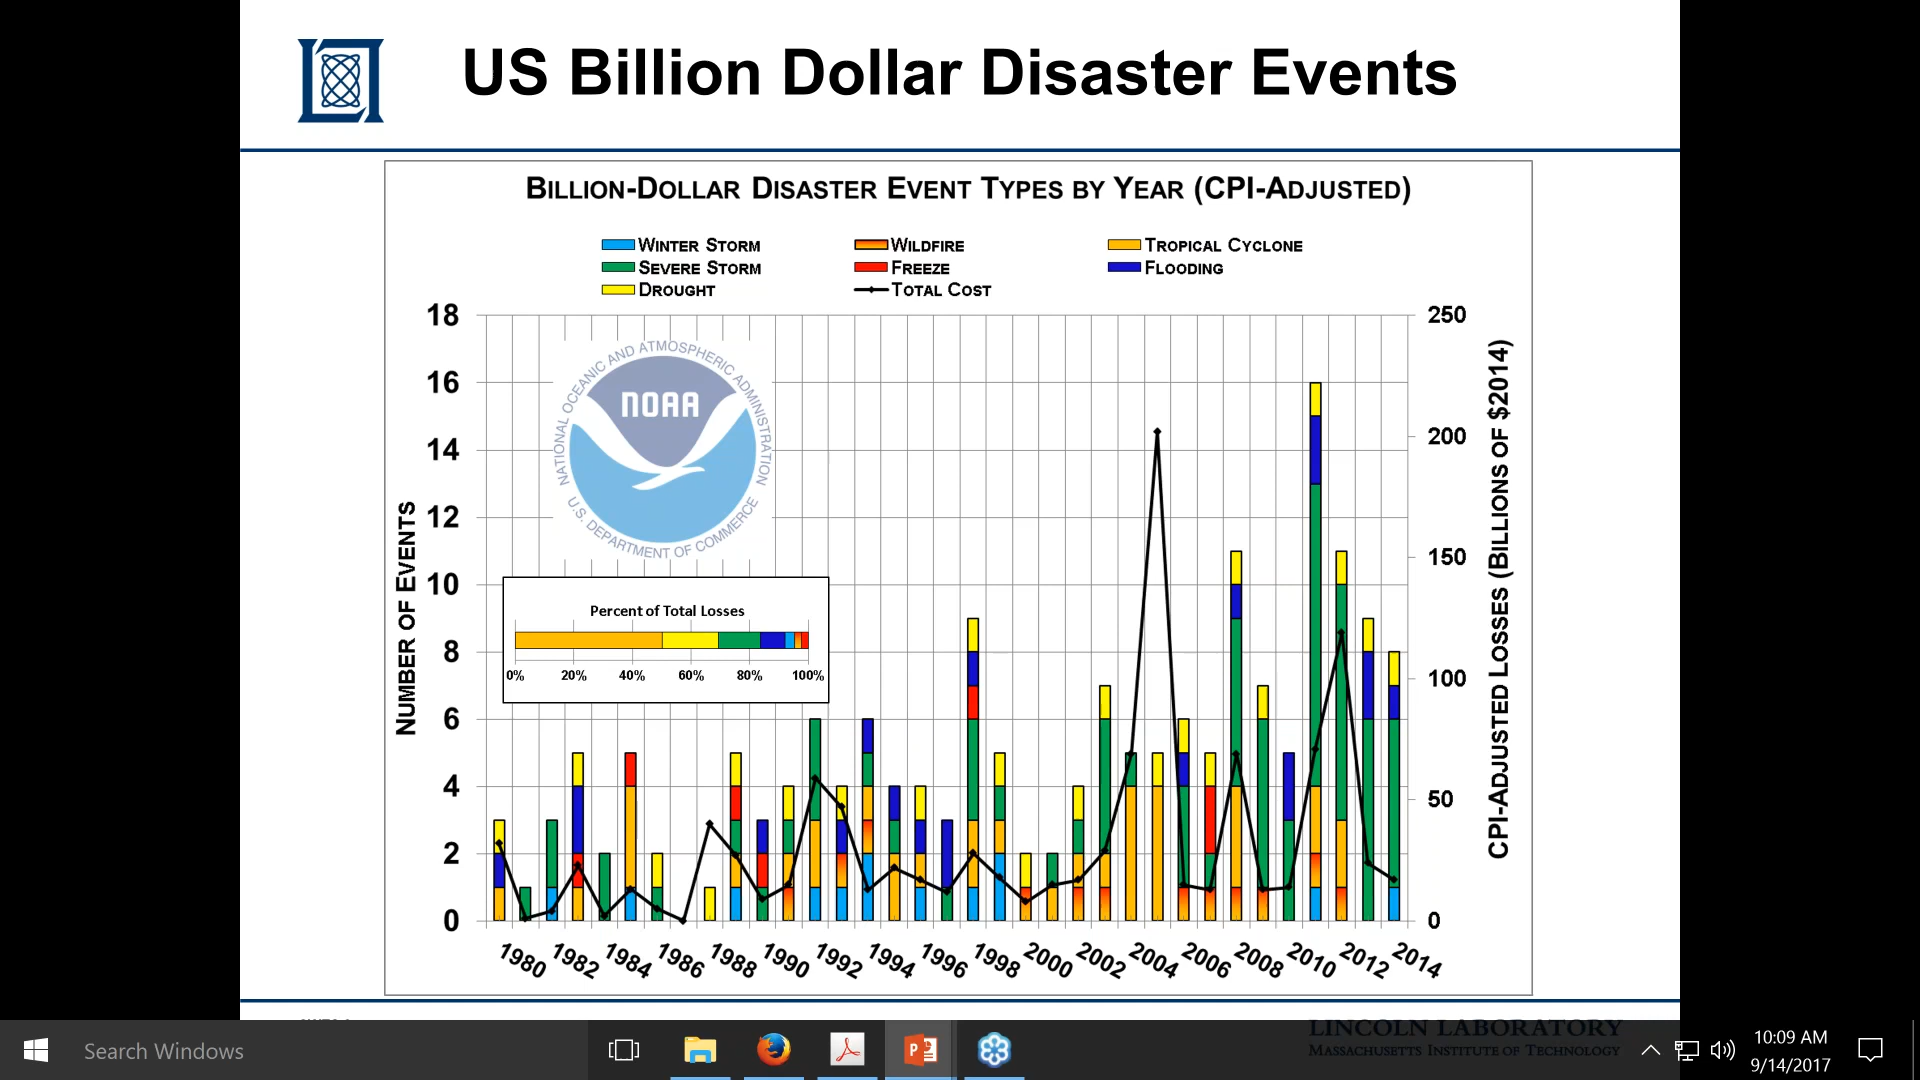 US Billion Dollar Disaster Events
BILLION-DOLLAR DISASTER EVENT TYPES BY YEAR (CPI-ADJUSTED)
WINTER STORM
WILDFIRE
TROPICAL CYCLONE
SEVERE STORM
FREEZE
FLOODING
DROUGHT
TOTAL COST
18
16
14
12
10
8
6
4
2
0
NUMBER OF EVENTS
250
200
150
100
50
0
CPI-ADJUSTED LOSSES (BILLIONS OF $2014)
NATIONAL OCEANIC AND ATMOSPHERIC ADMINISTRATION
NOAA
U.S. DEPARTMENT OF COMMERCE
Percent of Total Losses
0% 20% 40% 60% 80% 100%
1980 1982 1984 1986 1988 1990 1992 1994 1996 1998 2000 2002 2004 2006 2008 2010 2012 2014
LINCOLN LABORATORY
MASSACHUSETTS INSTITUTE OF TECHNOLOGY
Search Windows
10:09 AM
9/14/2017